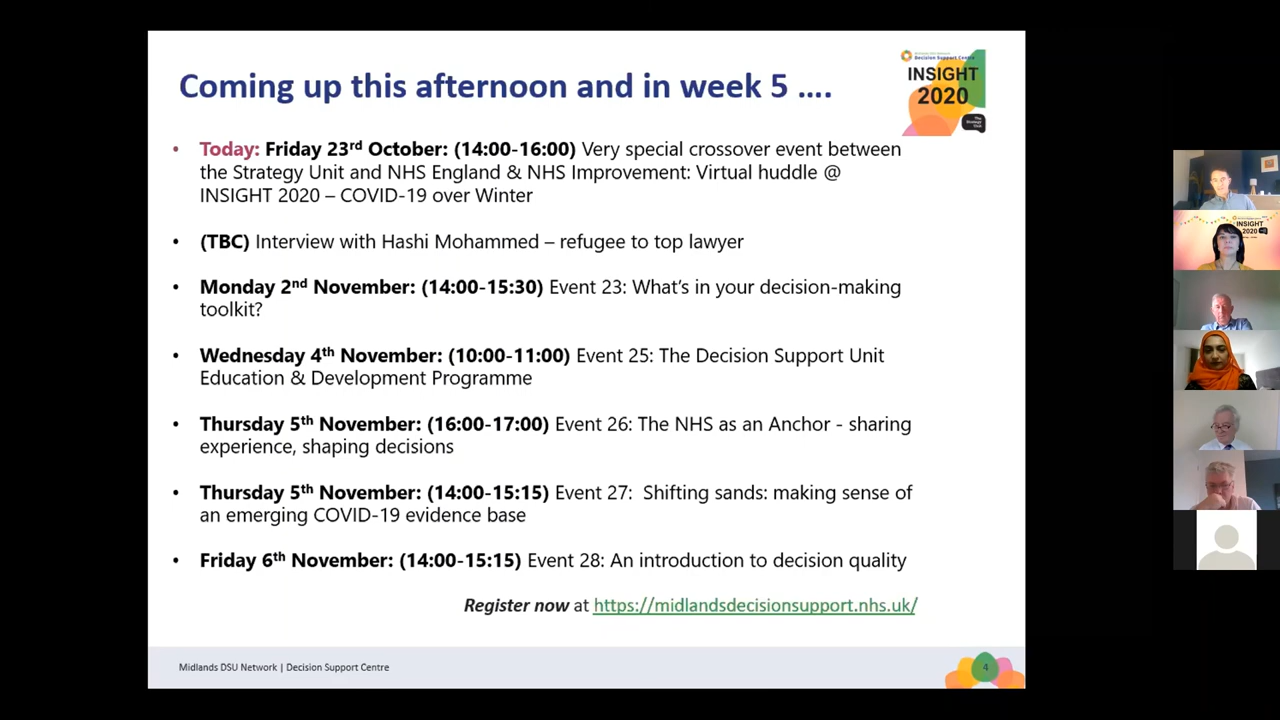 Coming up this afternoon and in week 5 ....
Decision Support Centre
INSIGHT
2020
• Today: Friday 23rd October: (14:00-16:00) Very special crossover event between
the Strategy Unit and NHS England & NHS Improvement: Virtual huddle @
INSIGHT 2020 – COVID-19 over Winter
• (TBC) Interview with Hashi Mohammed – refugee to top lawyer
• Monday 2nd November: (14:00-15:30) Event 23: What's in your decision-making
toolkit?
• Wednesday 4th November: (10:00-11:00) Event 25: The Decision Support Unit
Education & Development Programme
• Thursday 5th November: (16:00-17:00) Event 26: The NHS as an Anchor - sharing
experience, shaping decisions
• Thursday 5th November: (14:00-15:15) Event 27: Shifting sands: making sense of
an emerging COVID-19 evidence base
• Friday 6th November: (14:00-15:15) Event 28: An introduction to decision quality
Register now at https://midlandsdecisionsupport.nhs.uk/
Midlands DSU Network | Decision Support Centre
4